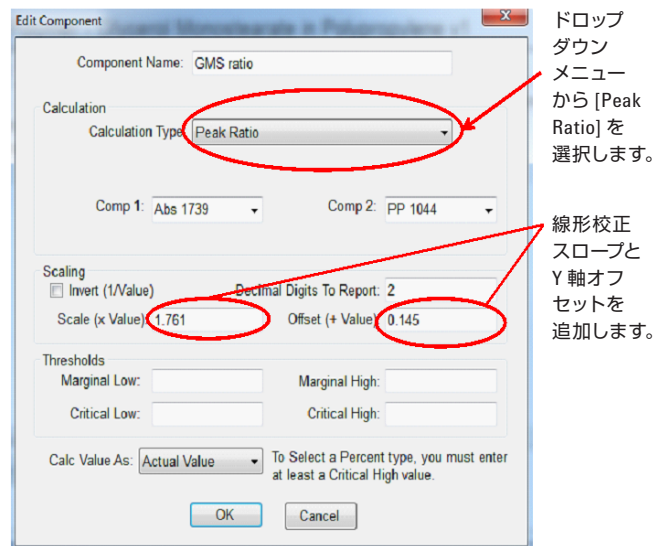 Edit Component
Glycerol Monostearate in Polypropylene v1
Component Name: GMS ratio
Calculation
Calculation Type Peak Ratio
Comp 1: Abs 1739 Comp 2: PP 1044
Scaling
Invert (1/Value) Decimal Digits To Report: 2
Scale (x Value) 1.761 Offset (+ Value) 0.145
Thresholds
Marginal Low: Marginal High:
Critical Low: Critical High:
Calc Value As: Actual Value To Select a Percent type, you must enter
at least a Critical High value.
OK Cancel
ドロップ
ダウン
メニュー
から [Peak
Ratio] を
選択します。
線形校正
スロープと
Y 軸オフ
セットを
追加します。